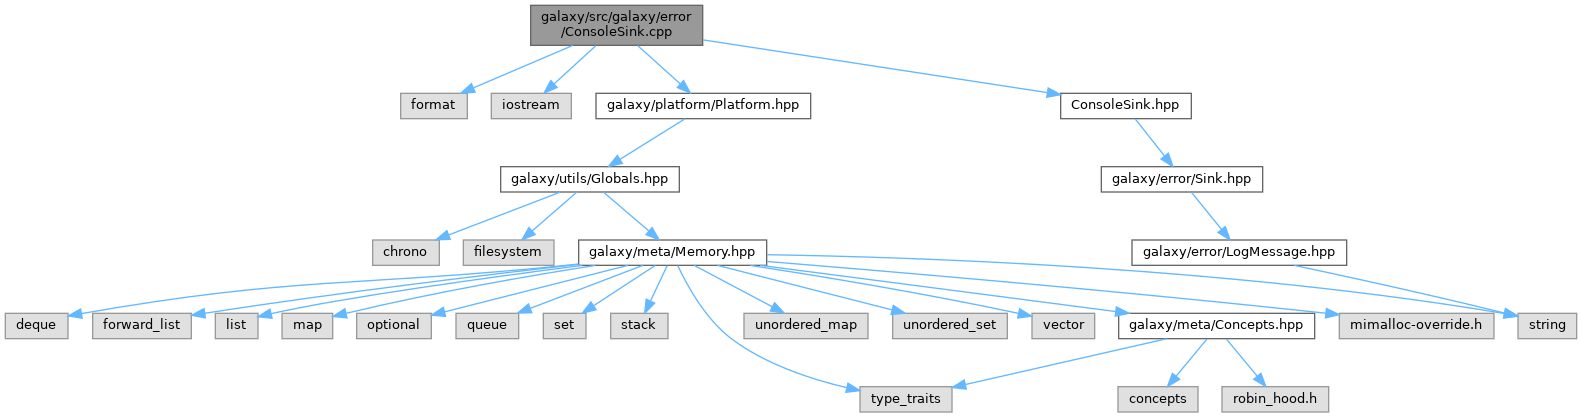 galaxy/src/galaxy/error
/ConsoleSink.cpp
format
iostream
galaxy/platform/Platform.hpp
ConsoleSink.hpp
galaxy/utils/Globals.hpp
galaxy/error/Sink.hpp
chrono
filesystem
galaxy/meta/Memory.hpp
galaxy/error/LogMessage.hpp
deque
forward_list
list
map
optional
queue
set
stack
unordered_map
unordered_set
vector
galaxy/meta/Concepts.hpp
mimalloc-override.h
string
type_traits
concepts
robin_hood.h